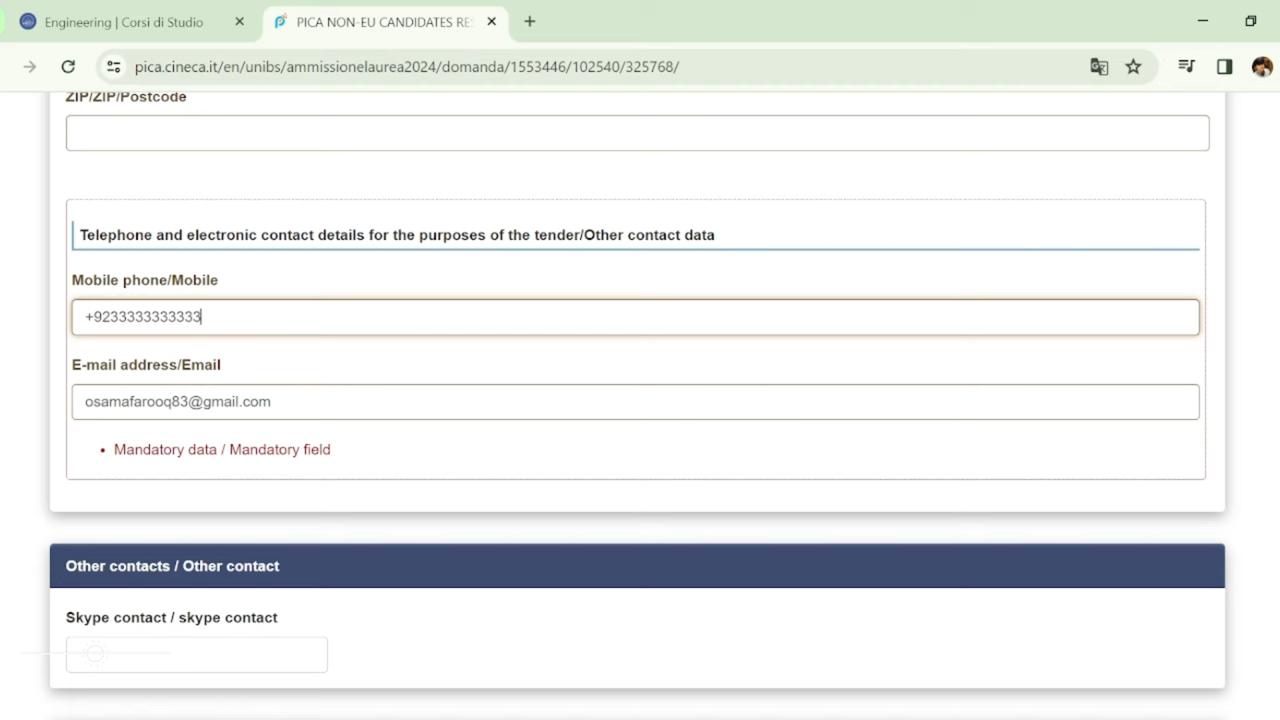 Engineering | Corsi di Studio
PICA NON-EU CANDIDATES RE
pica.cineca.it/en/unibs/ammissionelaurea2024/domanda/1553446/102540/325768/
ZIP/ZIP/Postcode
Telephone and electronic contact details for the purposes of the tender/Other contact data
Mobile phone/Mobile
+9233333333333
E-mail address/Email
osamafarooq83@gmail.com
Mandatory data / Mandatory field
Other contacts / Other contact
Skype contact / skype contact